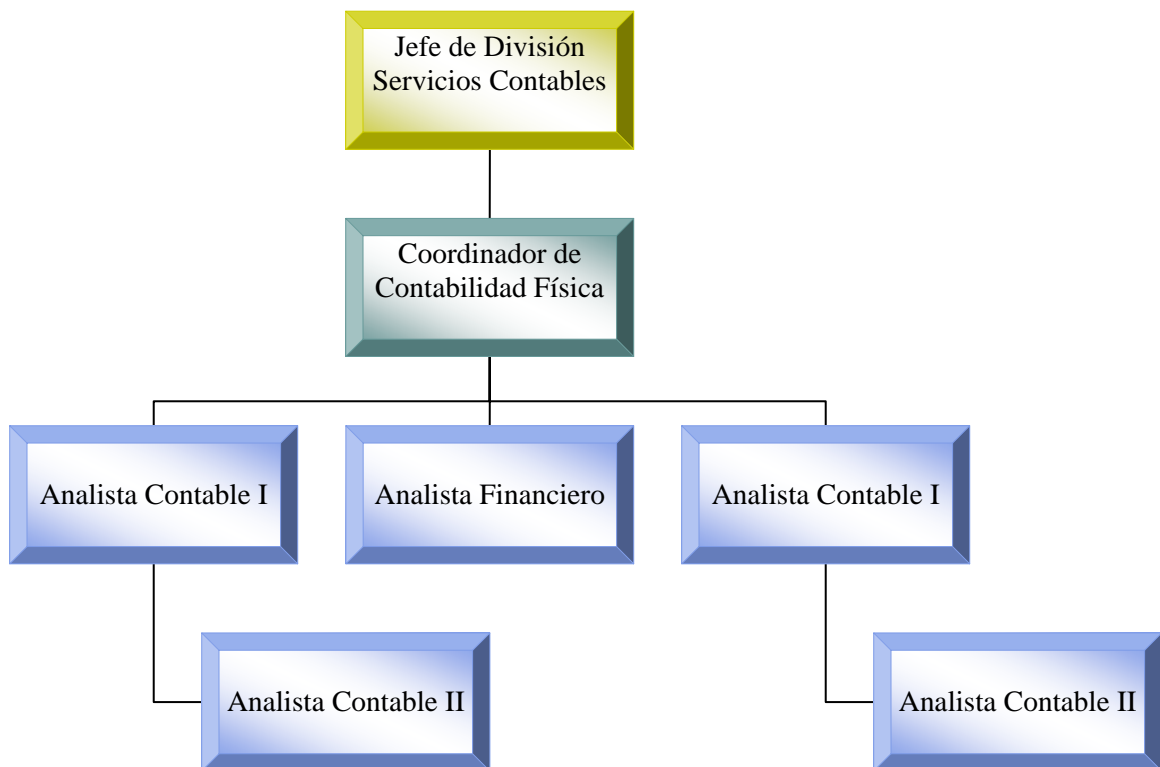 Jefe de División
Servicios Contables
Coordinador de
Contabilidad Física
Analista Contable I
Analista Financiero
Analista Contable I
Analista Contable II
Analista Contable II